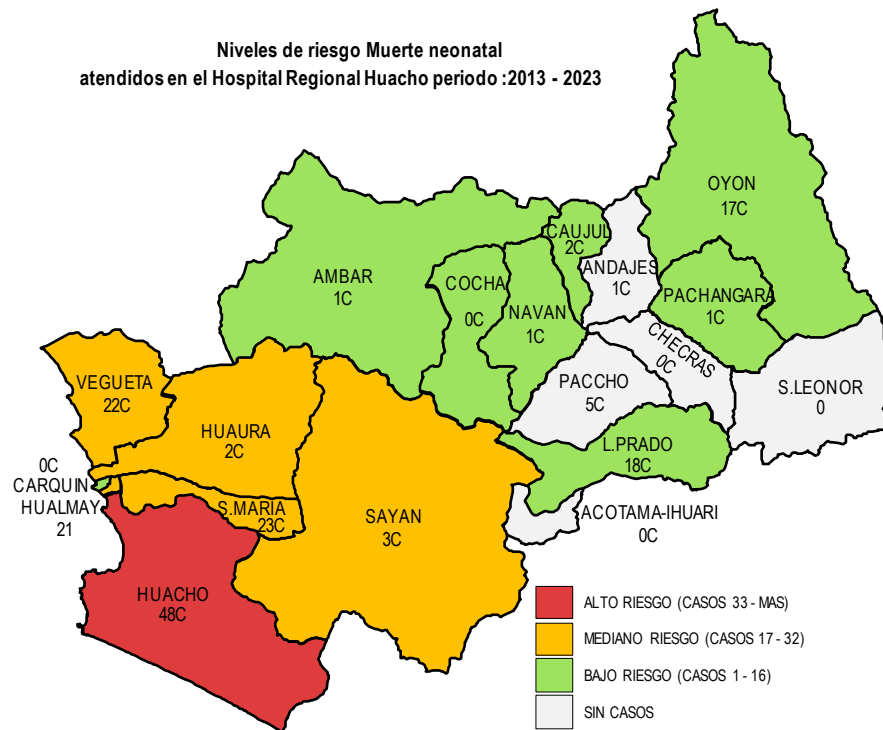 Niveles de riesgo Muerte neonatal
atendidos en el Hospital Regional Huacho periodo :2013 - 2023
OYON
17C
CAUJUL
2C
ANDAJES
1C
AMBAR
1C
COCHA
0C
NAVAN
1C
PACHANGARA
1C
CHECRAS
0C
VEGUETA
22C
PACCHO
5C
S.LEONOR
0
HUAURA
2C
L.PRADO
18C
0C
CARQUIN
HUALMAY
21
S.MARIA
23C
SAYAN
3C
ACOTAMA-IHUARI
0C
HUACHO
48C
ALTO RIESGO (CASOS 33 - MAS)
MEDIANO RIESGO (CASOS 17 - 32)
BAJO RIESGO (CASOS 1 - 16)
SIN CASOS